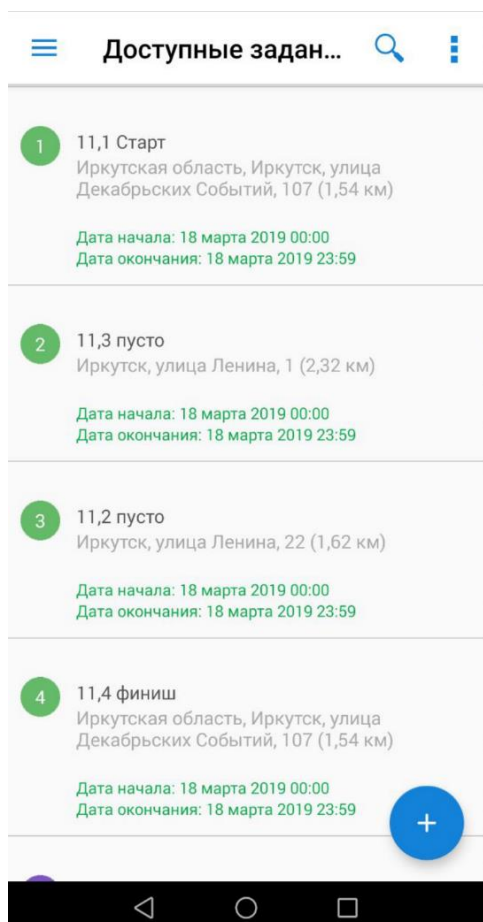 Доступные задан...
1
11,1 Старт
Иркутская область, Иркутск, улица
Декабрьских Событий, 107 (1,54 км)
Дата начала: 18 марта 2019 00:00
Дата окончания: 18 марта 2019 23:59
2
11,3 пусто
Иркутск, улица Ленина, 1 (2,32 км)
Дата начала: 18 марта 2019 00:00
Дата окончания: 18 марта 2019 23:59
3
11,2 пусто
Иркутск, улица Ленина, 22 (1,62 км)
Дата начала: 18 марта 2019 00:00
Дата окончания: 18 марта 2019 23:59
4
11,4 финиш
Иркутская область, Иркутск, улица
Декабрьских Событий, 107 (1,54 км)
Дата начала: 18 марта 2019 00:00
Дата окончания: 18 марта 2019 23:59
+